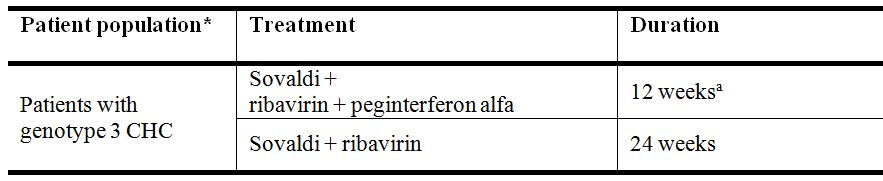 Patient population* Treatment Duration
Patients with
genotype 3 CHC
Sovaldi +
ribavirin + peginterferon alfa
12 weeksᵃ
Sovaldi + ribavirin
24 weeks